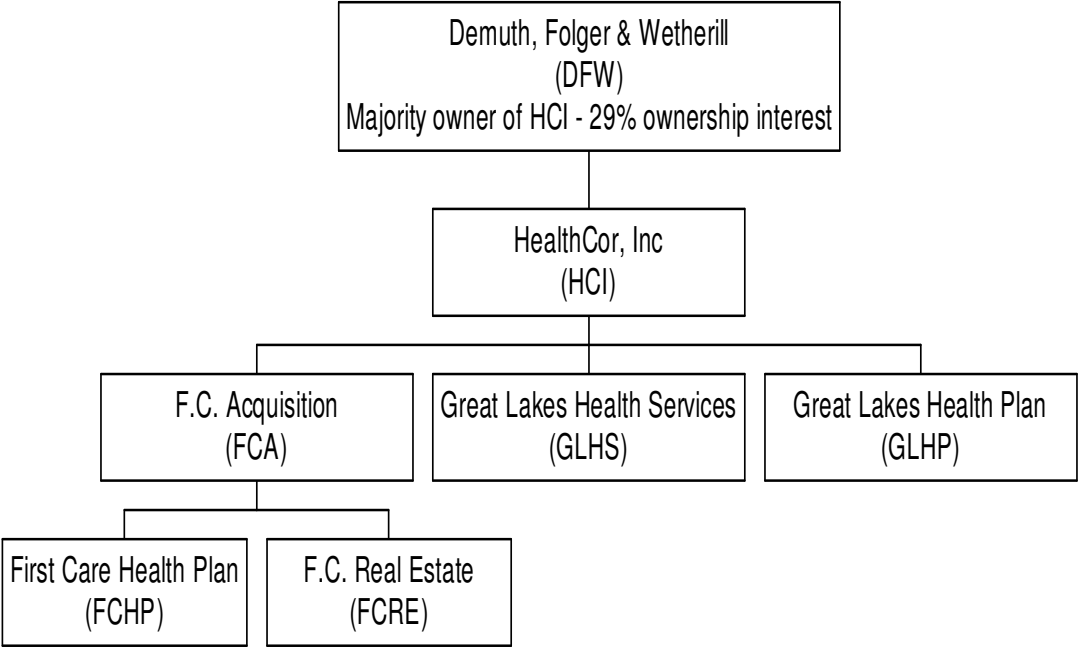 Demuth, Folger & Wetherill
(DFW)
Majority owner of HCI - 29% ownership interest
HealthCor, Inc
(HCI)
F.C. Acquisition
(FCA)
Great Lakes Health Services
(GLHS)
Great Lakes Health Plan
(GLHP)
First Care Health Plan
(FCHP)
F.C. Real Estate
(FCRE)